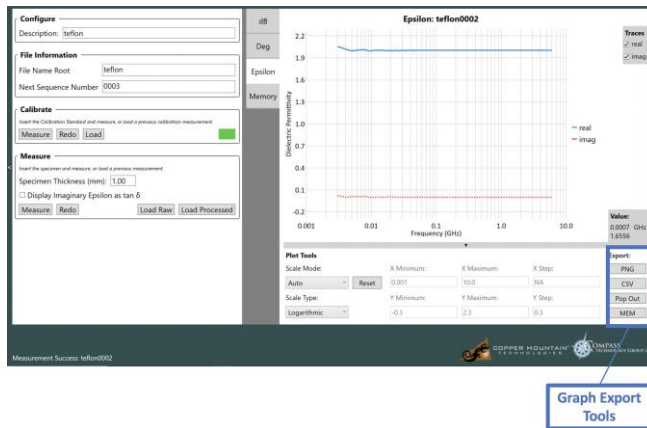 Configure
Description: teflon
File Information
File Name Root teflon
Next Sequence Number 0003
Calibrate
Insert the Calibration Standard and measure, or load a previous calibration measurement.
Measure Redo Load
Measure
Insert the specimen and measure, or load a previous measurement
Specimen Thickness (mm): 1.00
Display Imaginary Epsilon as tan δ
Measure Redo Load Raw Load Processed
dB
Deg
Epsilon
Memory
Epsilon: teflon0002
Dielectric Permittivity
2.2
1.9
1.6
1.3
1.0
0.7
0.4
0.1
-0.2
0.001 0.01 0.1 1.0 10.0
Frequency (GHz)
real
imag
Traces
real
imag
Value:
0.0007 GHz
1.6556
Plot Tools
Scale Mode: X Minimum: X Maximum: X Step:
Auto Reset 0.001 10.0 NA
Scale Type: Y Minimum: Y Maximum: Y Step:
Logarithmic -0.3 2.3 0.3
Export:
PNG
CSV
Pop Out
MEM
Measurement Success: teflon0002
COPPER MOUNTAIN
TECHNOLOGIES
COMPASS
TECHNOLOGY GROUP
Graph Export
Tools